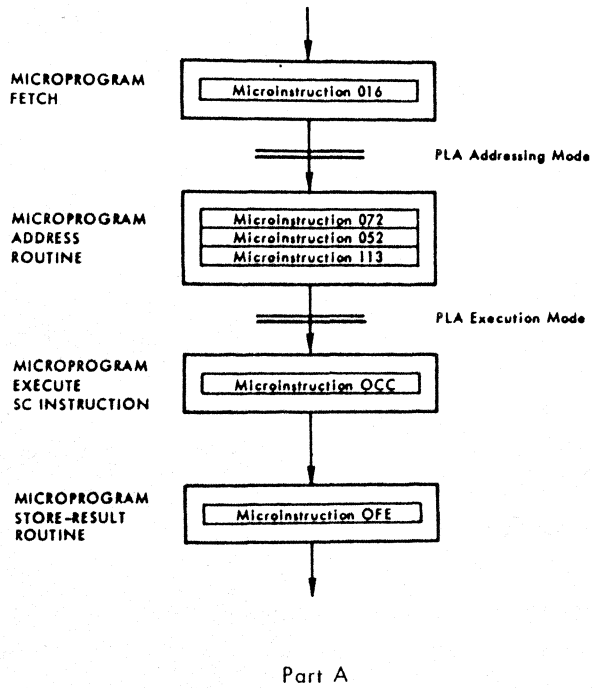 MICROPROGRAM
FETCH
Microinstruction 016
PLA Addressing Mode
MICROPROGRAM
ADDRESS
ROUTINE
Microinstruction 072
Microinstruction 052
Microinstruction 113
PLA Execution Mode
MICROPROGRAM
EXECUTE
SC INSTRUCTION
Microinstruction OCC
MICROPROGRAM
STORE-RESULT
ROUTINE
Microinstruction OFE
Part A